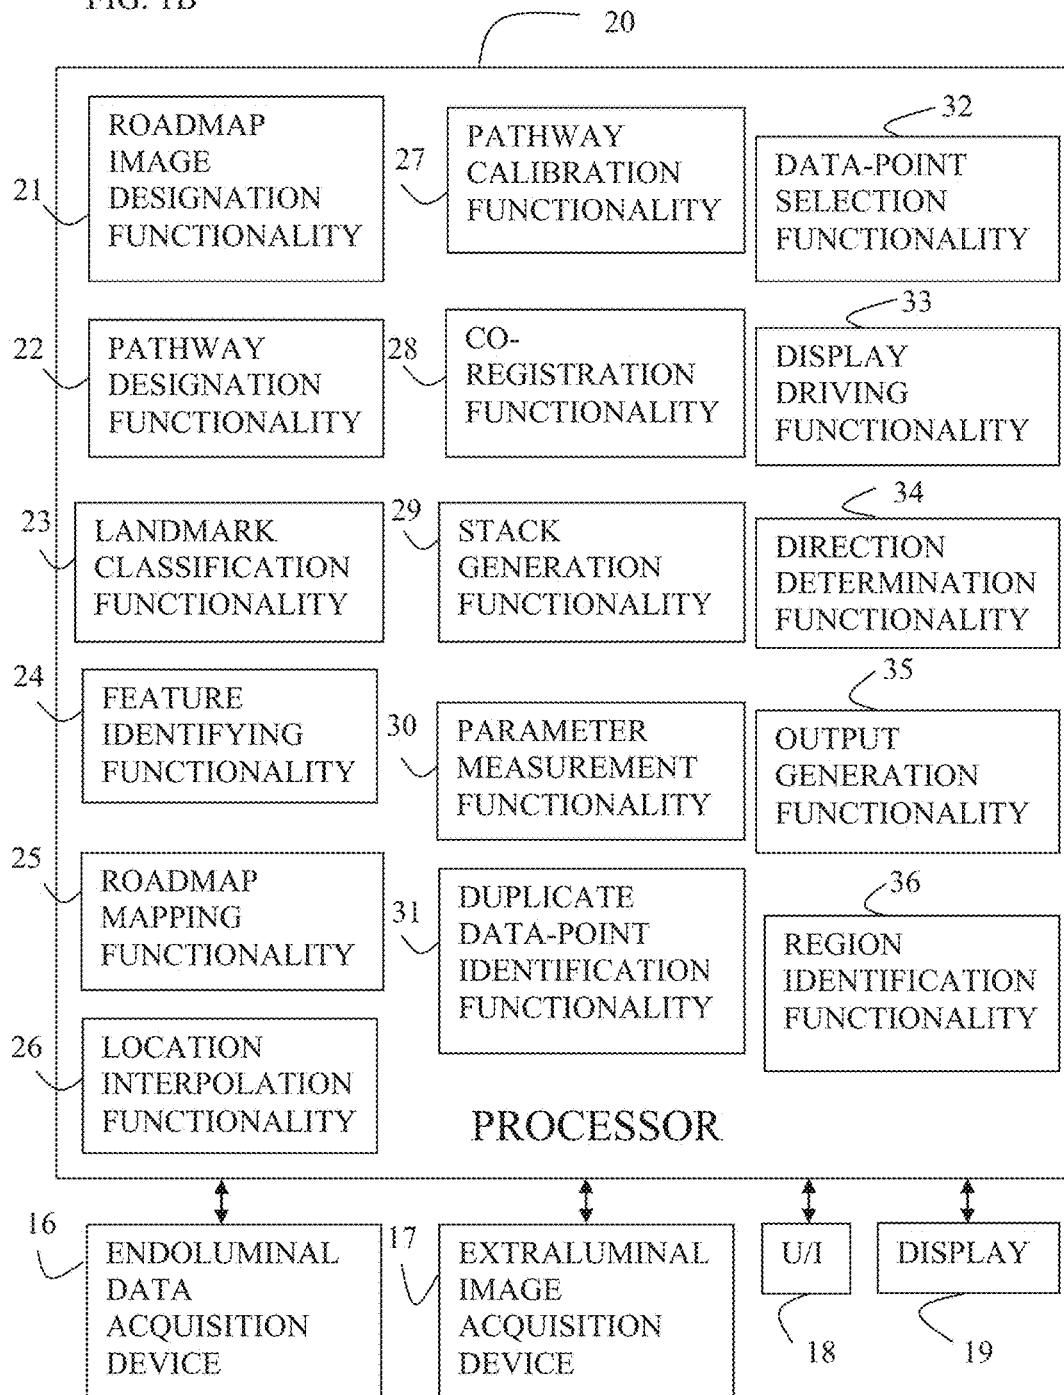 FIG. 1B
20
21
ROADMAP
IMAGE
DESIGNATION
FUNCTIONALITY
22
PATHWAY
DESIGNATION
FUNCTIONALITY
23
LANDMARK
CLASSIFICATION
FUNCTIONALITY
24
FEATURE
IDENTIFYING
FUNCTIONALITY
25
ROADMAP
MAPPING
FUNCTIONALITY
26
LOCATION
INTERPOLATION
FUNCTIONALITY
27
PATHWAY
CALIBRATION
FUNCTIONALITY
28
CO-
REGISTRATION
FUNCTIONALITY
29
STACK
GENERATION
FUNCTIONALITY
30
PARAMETER
MEASUREMENT
FUNCTIONALITY
31
DUPLICATE
DATA-POINT
IDENTIFICATION
FUNCTIONALITY
32
DATA-POINT
SELECTION
FUNCTIONALITY
33
DISPLAY
DRIVING
FUNCTIONALITY
34
DIRECTION
DETERMINATION
FUNCTIONALITY
35
OUTPUT
GENERATION
FUNCTIONALITY
36
REGION
IDENTIFICATION
FUNCTIONALITY
PROCESSOR
16
ENDOLUMINAL
DATA
ACQUISITION
DEVICE
17
EXTRALUMINAL
IMAGE
ACQUISITION
DEVICE
U/I
18
DISPLAY
19